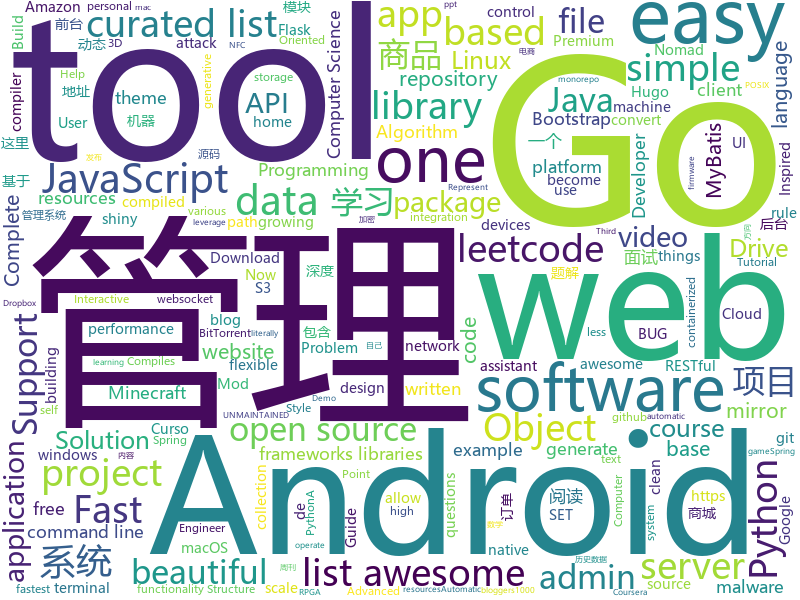 Amazon personal mac
前台 Flask 模块
Build 动态 3D attack
compiler theme
Help
User 地址 机器
home
这里 基于
shiny
管理系统 compiled
various
resources
curated list
generative
源码
发布
Computer Science
API
Programming
path growing
app
商品
based
library
repository
Algorithm
JavaScript
one
data 学习
package
control
NFC ppt 电商
Oriented
Premium
Linux
storage
machine
Bootstrap
一个
platform
become
use
file
simple
Java
easy
Nomad
monorepo
POSIX
client
Hugo
convert
language
MyBatis
UI
Developer
Inspired
rule
后台
方阵
Tutorial
tool
Go
管理
web
Android
Complete
Support
building
Download
Now
Interactive
integration
S3
深度
websocket
performance
blog
包含
BitTorrent
literally
website
Problem
自己
flexible
network
Minecraft
Mod
design
written
learning Compiles
UNMAINTAINED
Curso
Style
Demo
Solution
Spring
open source
frameworks libraries
generate
example
questions
application
project
Fast
windows
free
command line
系统
Python
macOS
NFC
Engineer
fastest terminal
functionality Structure
beautiful
native
collection
PythonA
Guide
high
RPGA
Point
scale
de
allow
Advanced
list awesome
admin
leetcode
code
video
devices
面试
things
题解
Drive
assistant
less
containerized
Cloud
BUG
RESTful
software
项目
Object
course
mirror
awesome
base
git
gameSpring
订单
阅读
SET
商城
https
Google
server
clean
github automatic
text
Computer
system
operate
native
source
malware
周刊 数学
历史数据
resourcesAutomatic bloggers1000
Represent
Third
firmware
Coursera
Dropbox
leverage
加密
self
内容